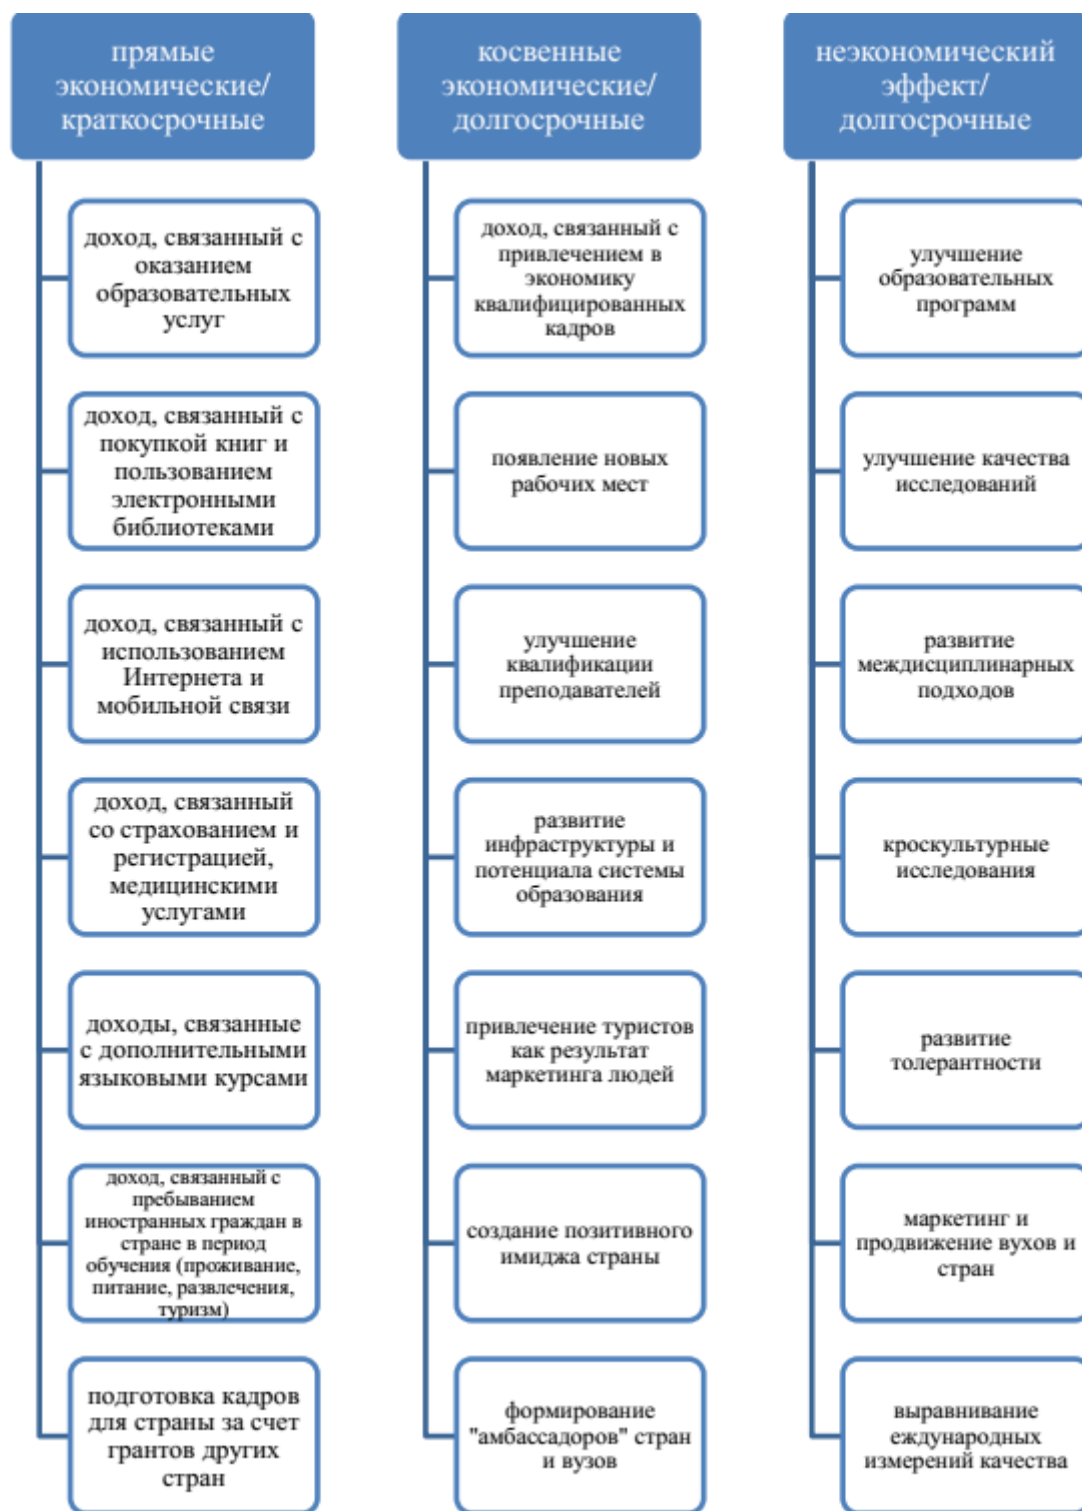 прямые
экономические/
краткосрочные
доход, связанный с
оказанием
образовательных
услуг
доход, связанный с
покупкой книг и
пользованием
электронными
библиотеками
доход, связанный с
использованием
Интернета и
мобильной связи
доход, связанный
со страхованием и
регистрацией,
медицинскими
услугами
доходы, связанные
с дополнительными
языковыми курсами
доход, связанный с
пребыванием
иностранных граждан в
стране в период
обучения (проживание,
питание, развлечения,
туризм)
подготовка кадров
для страны за счет
грантов других
стран
косвенные
экономические/
долгосрочные
доход, связанный с
привлечением в
экономику
квалифицированных
кадров
появление новых
рабочих мест
улучшение
квалификации
преподавателей
развитие
инфраструктуры и
потенциала системы
образования
привлечение туристов
как результат
маркетинга людей
создание позитивного
имиджа страны
формирование
"амбассадоров" стран
и вузов
неэкономический
эффект/
долгосрочные
улучшение
образовательных
программ
улучшение качества
исследований
развитие
междисциплинарных
подходов
кроскультурные
исследования
развитие
толерантности
маркетинг и
продвижение вухов и
стран
выравнивание
еждународных
измерений качества